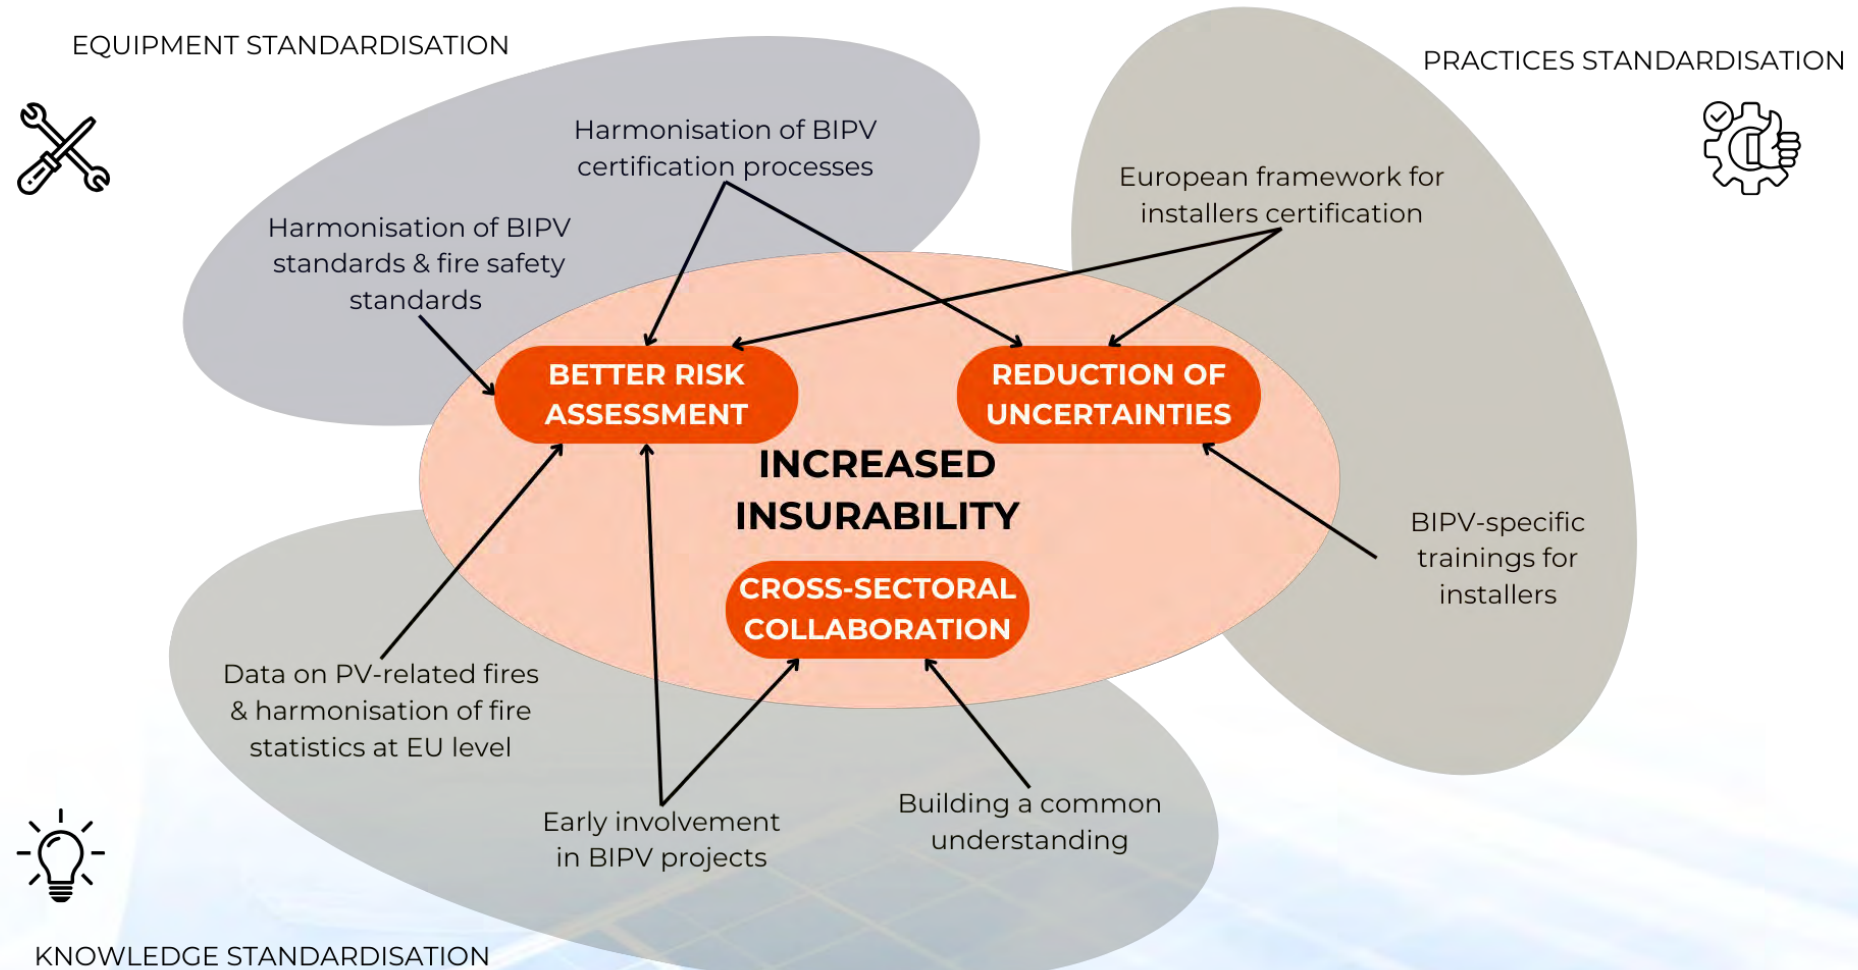 EQUIPMENT STANDARDISATION
PRACTICES STANDARDISATION
Harmonisation of BIPV
certification processes
European framework for
installers certification
Harmonisation of BIPV
standards & fire safety
standards
BETTER RISK
ASSESSMENT
REDUCTION OF
UNCERTAINTIES
INCREASED
INSURABILITY
BIPV-specific
trainings for
installers
CROSS-SECTORAL
COLLABORATION
Data on PV-related fires
& harmonisation of fire
statistics at EU level
Early involvement
in BIPV projects
Building a common
understanding
KNOWLEDGE STANDARDISATION